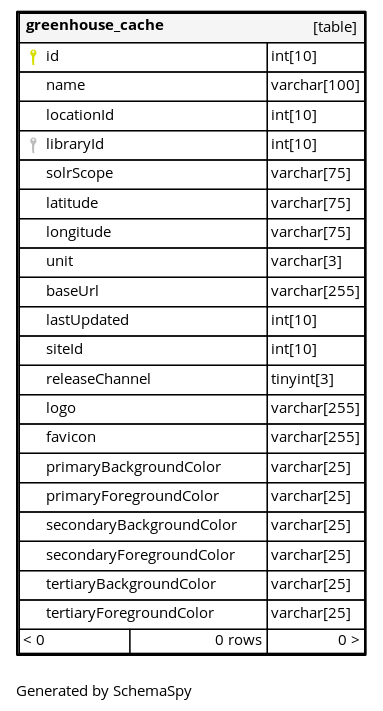 greenhouse_cache [table]
id int[10]
name varchar[100]
locationId int[10]
libraryId int[10]
solrScope varchar[75]
latitude varchar[75]
longitude varchar[75]
unit varchar[3]
baseUrl varchar[255]
lastUpdated int[10]
siteId int[10]
releaseChannel tinyint[3]
logo varchar[255]
favicon varchar[255]
primaryBackgroundColor varchar[25]
primaryForegroundColor varchar[25]
secondaryBackgroundColor varchar[25]
secondaryForegroundColor varchar[25]
tertiaryBackgroundColor varchar[25]
tertiaryForegroundColor varchar[25]
< 0 0 rows 0 >
Generated by SchemaSpy